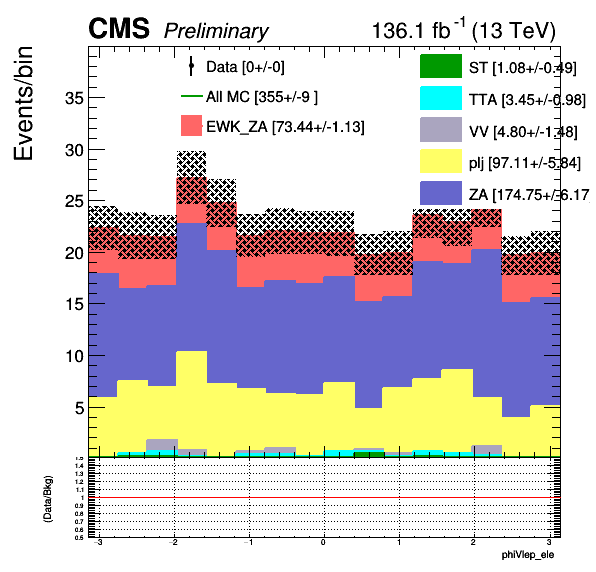 CMS Preliminary 136.1 fb⁻¹ (13 TeV)
Events/bin
Data [0+/-0]
All MC [355+/-9 ]
EWK_ZA [73.44+/-1.13]
ST [1.08+/-0.49]
TTA [3.45+/-0.98]
VV [4.80+/-1.48]
plj [97.11+/-5.84]
ZA [174.75+/-6.17
35
30
25
20
15
10
5
(Data/Bkg)
1.5
1.4
1.3
1.2
1.1
1
0.9
0.8
0.7
0.6
0.5
−3 −2 −1 0 1 2 3
phiVlep_ele